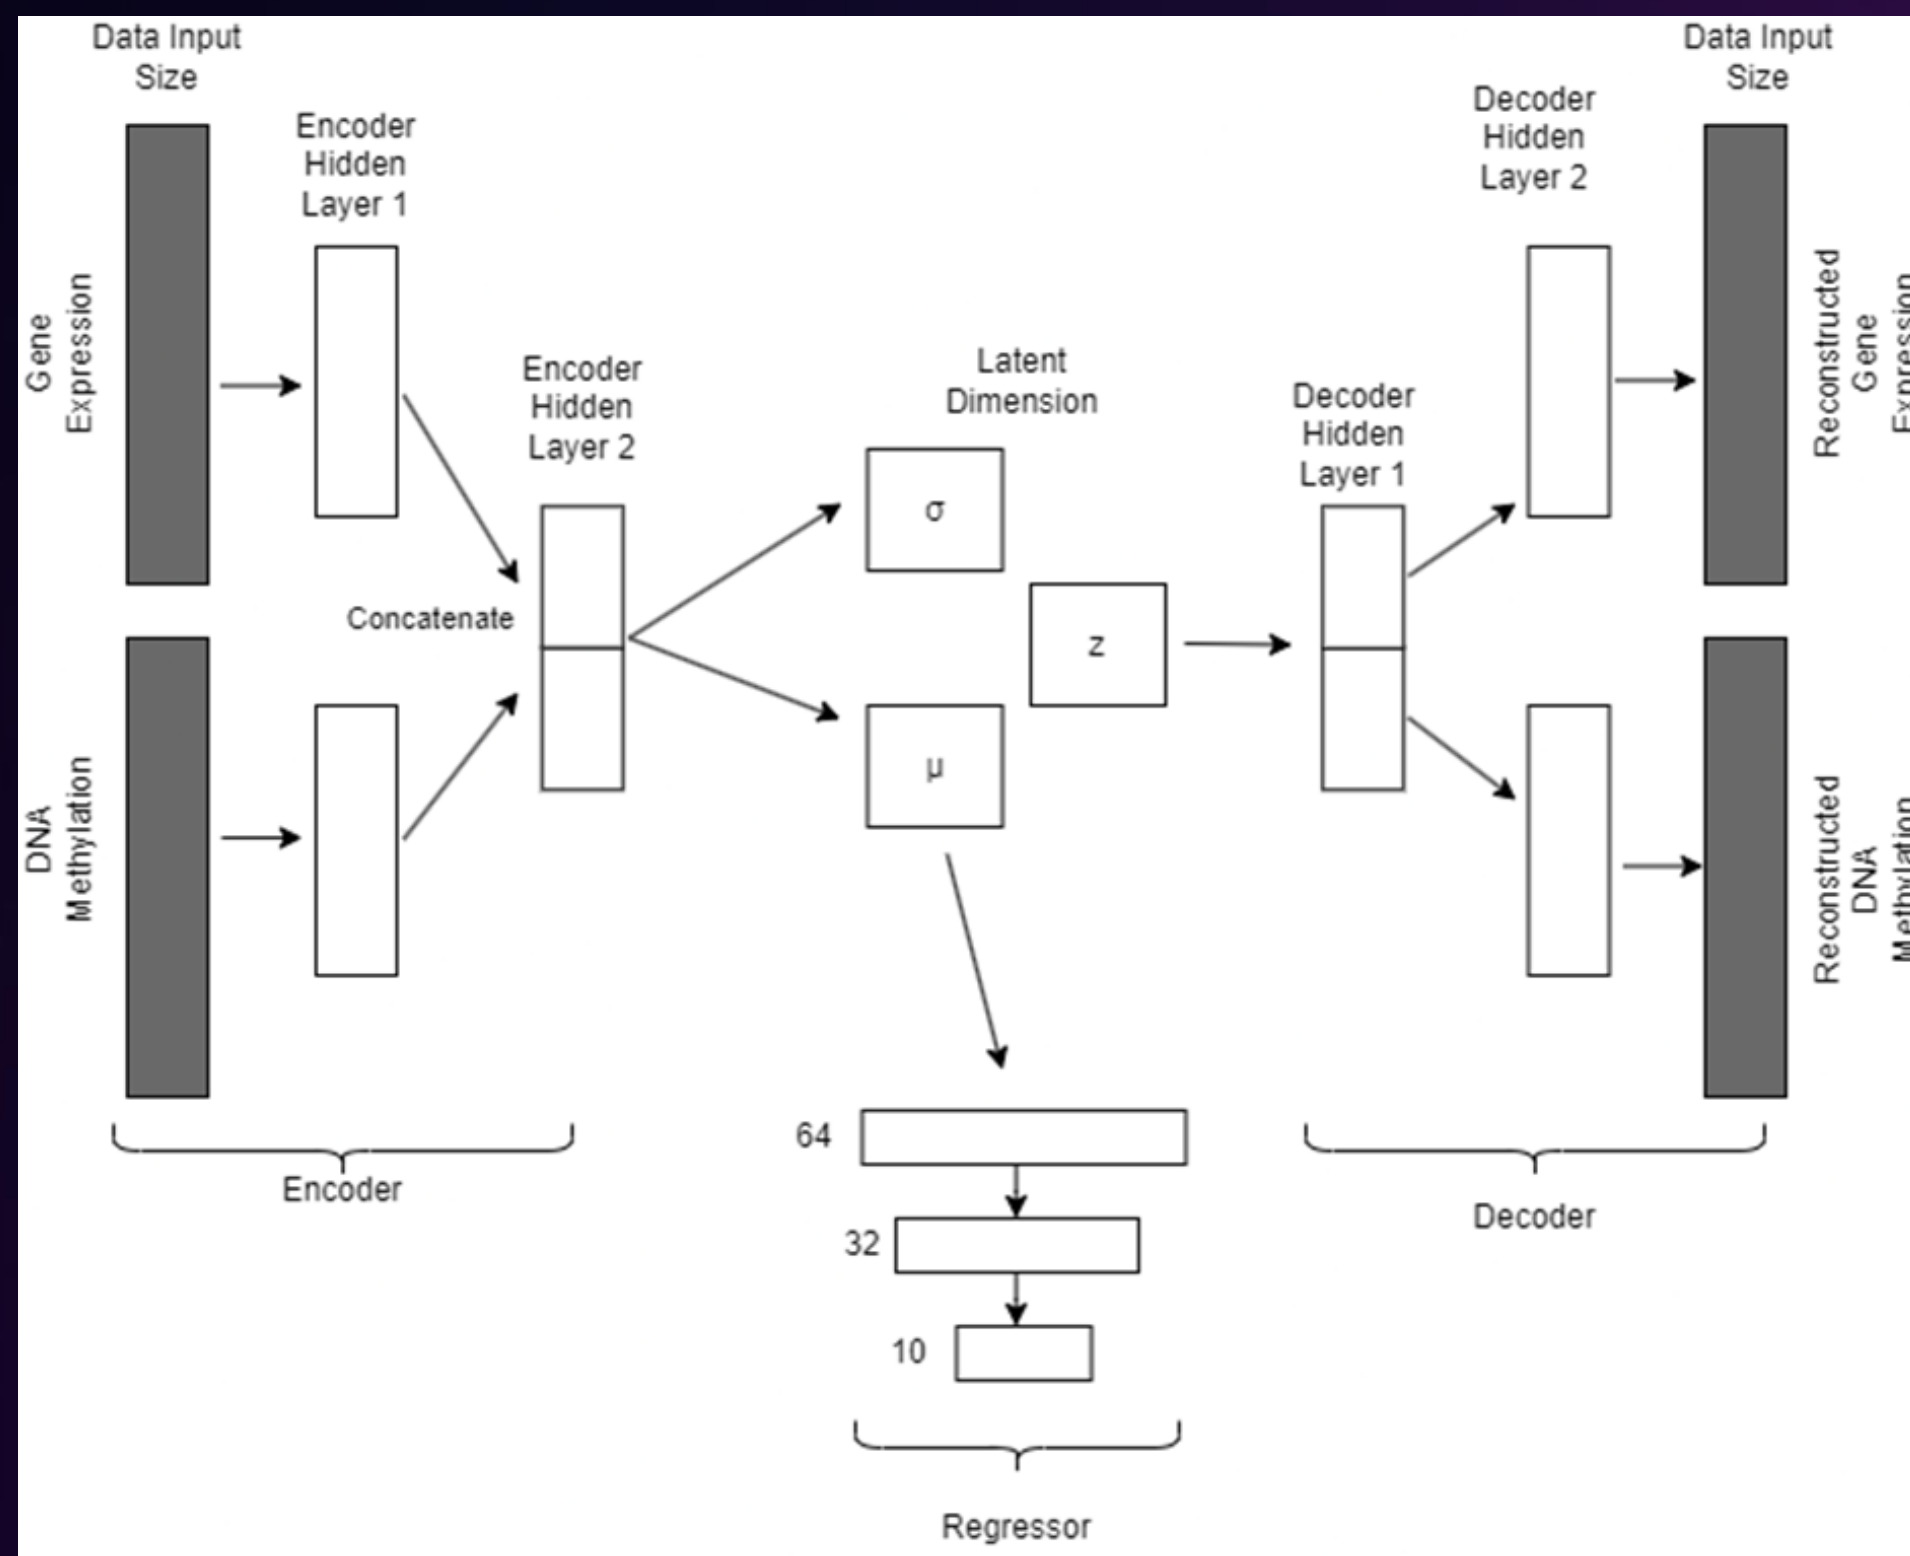 Data Input
Size
Encoder
Hidden
Layer 1
Gene
Expression
DNA
Methylation
Concatenate
Encoder
Hidden
Layer 2
Latent
Dimension
σ
z
μ
Decoder
Hidden
Layer 1
Decoder
Hidden
Layer 2
Data Input
Size
Reconstructed
Gene
Expression
Reconstructed
DNA
Methylation
Encoder
64
32
10
Regressor
Decoder